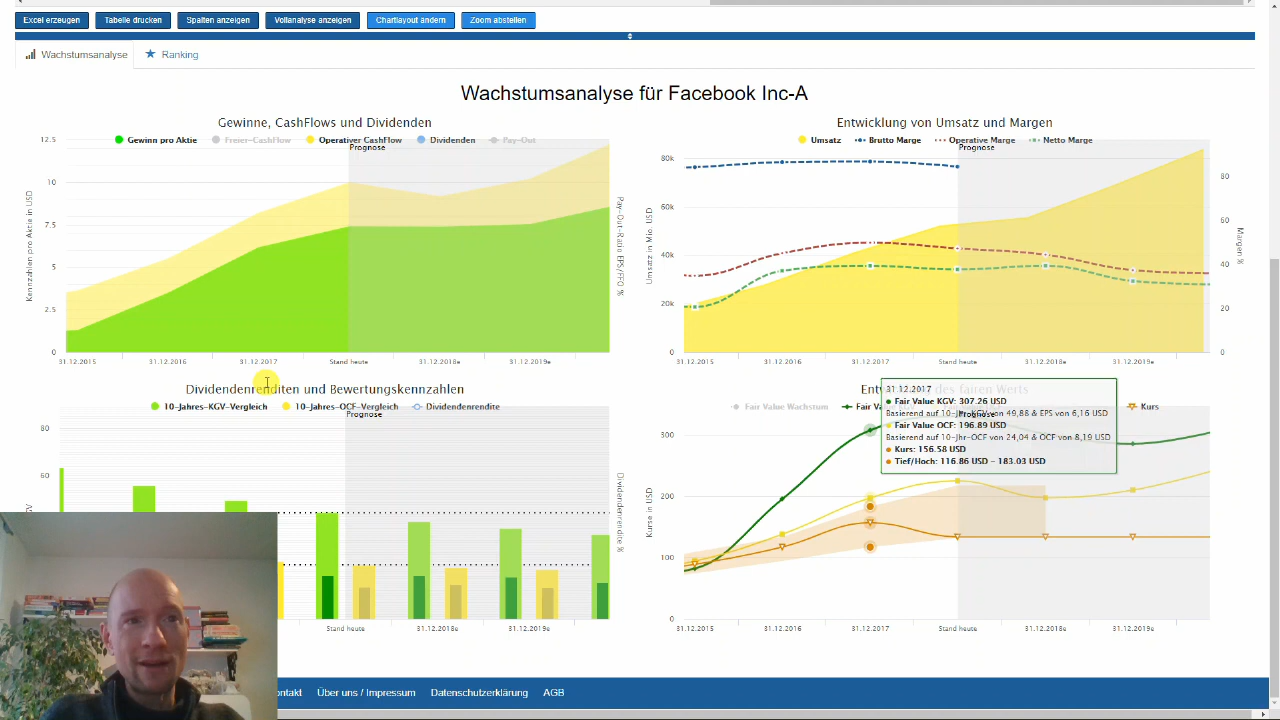 Excel erzeugen Tabelle drucken Spalten anzeigen Vollanalyse anzeigen Chartlayout ändern Zoom abstellen
Wachstumsanalyse Ranking
Wachstumsanalyse für Facebook Inc-A
Gewinne, CashFlows und Dividenden
Gewinn pro Aktie Freier-CashFlow Operativer CashFlow Dividenden Pay-Out
Prognose
12.5
10
7.5
5
2.5
0
Kennzahlen pro Aktie in USD
Pay-Out-Ratio EPS/FFO %
31.12.2015 31.12.2016 31.12.2017 Stand heute 31.12.2018e 31.12.2019e
Entwicklung von Umsatz und Margen
Umsatz Brutto Marge Operative Marge Netto Marge
Prognose
80k
60k
40k
20k
0
Umsatz in Mio. USD
80
60
40
20
0
Margen %
31.12.2015 31.12.2016 31.12.2017 Stand heute 31.12.2018e 31.12.2019e
Dividendenrenditen und Bewertungskennzahlen
10-Jahres-KGV-Vergleich 10-Jahres-OCF-Vergleich Dividendenrendite
Prognose
80
60
Dividendenrendite %
Stand heute 31.12.2018e 31.12.2019e
des fairen Werts
Fair Value Wachstum Fair Kurs
Prognose
31.12.2017
Fair Value KGV: 307.26 USD
Basierend auf 10-Jhr-KGV von 49,88 & EPS von 6,16 USD
Fair Value OCF: 196.89 USD
Basierend auf 10-Jhr-OCF von 24,04 & OCF von 8,19 USD
Kurs: 156.58 USD
Tief/Hoch: 116.86 USD - 183.03 USD
300
200
100
0
Kurse in USD
31.12.2015 31.12.2016 31.12.2017 Stand heute 31.12.2018e 31.12.2019e
Über uns / Impressum Datenschutzerklärung AGB